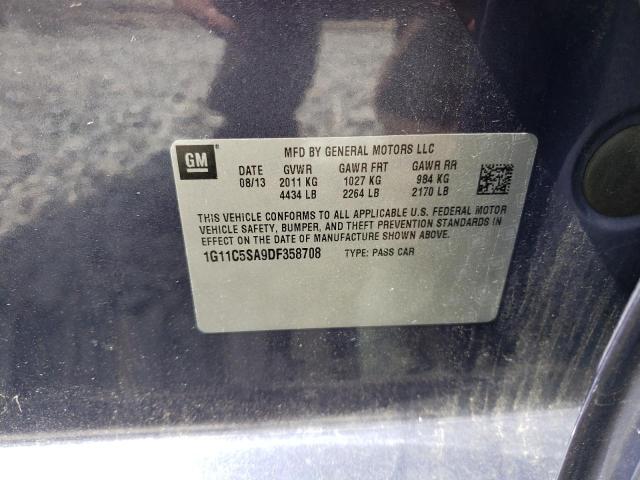 GM
MFD BY GENERAL MOTORS LLC
DATE GVWR GAWR FRT GAWR RR
08/13 2011 KG 1027 KG 984 KG
4434 LB 2264 LB 2170 LB
THIS VEHICLE CONFORMS TO ALL APPLICABLE U.S. FEDERAL MOTOR
VEHICLE SAFETY, BUMPER, AND THEFT PREVENTION STANDARDS IN
EFFECT ON THE DATE OF MANUFACTURE SHOWN ABOVE.
1G11C5SA9DF358708 TYPE: PASS CAR